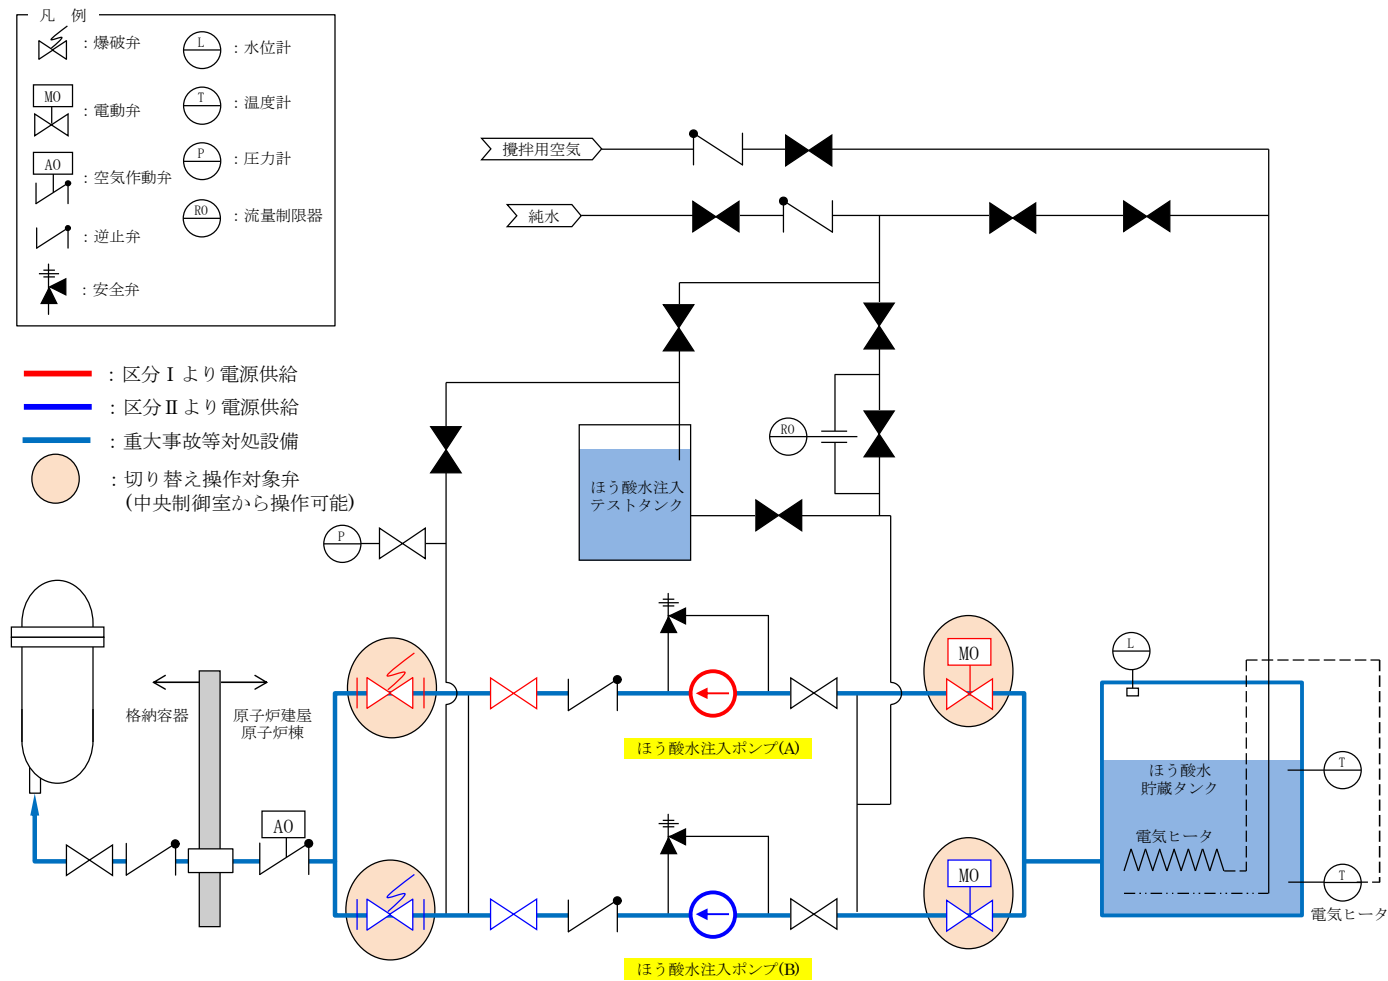 凡 例
：爆破弁
L
：水位計
MO
：電動弁
T
：温度計
AO
：空気作動弁
P
：圧力計
：逆止弁
RO
：流量制限器
：安全弁
：区分Ⅰより電源供給
：区分Ⅱより電源供給
：重大事故等対処設備
：切り替え操作対象弁
(中央制御室から操作可能)
攪拌用空気
純水
RO
ほう酸水注入
テストタンク
P
MO
L
格納容器
原子炉建屋
原子炉棟
ほう酸水注入ポンプ(A)
ほう酸水
貯蔵タンク
T
電気ヒータ
AO
MO
T
電気ヒータ
ほう酸水注入ポンプ(B)